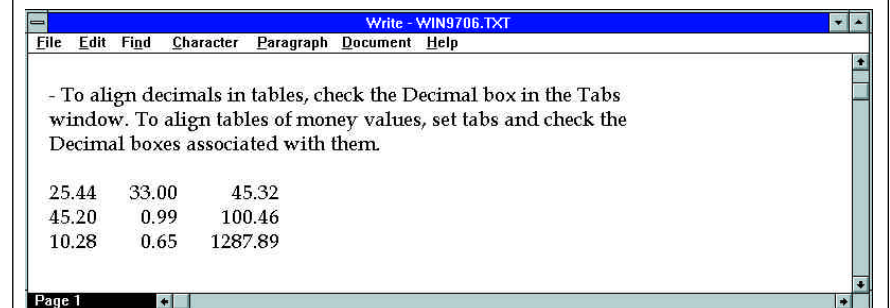 Write - WIN9706.TXT
File Edit Find Character Paragraph Document Help
- To align decimals in tables, check the Decimal box in the Tabs
window. To align tables of money values, set tabs and check the
Decimal boxes associated with them.
25.44 33.00 45.32
45.20 0.99 100.46
10.28 0.65 1287.89
Page 1